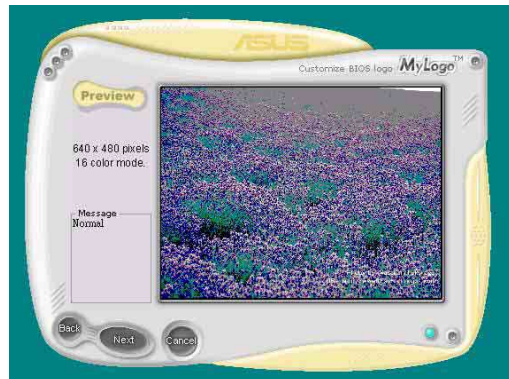 ASUS
Customize BIOS logo MyLogo™
Preview
640 x 480 pixels
16 color mode.
Message
Normal
Back
Next
Cancel